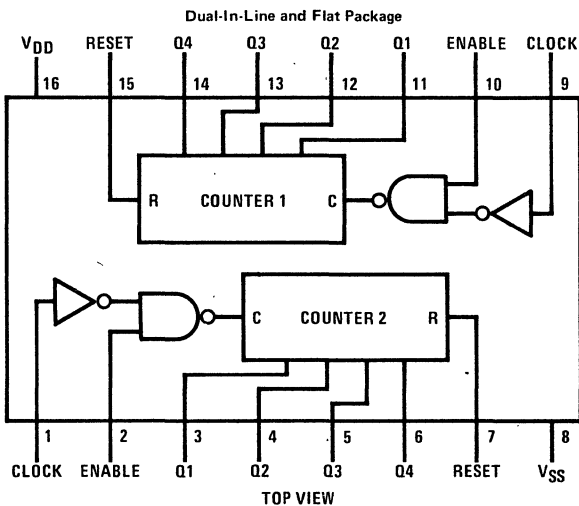 Dual-In-Line and Flat Package
VDD RESET Q4 Q3 Q2 Q1 ENABLE CLOCK
16 15 14 13 12 11 10 9
R COUNTER 1 C
C COUNTER 2 R
1 2 3 4 5 6 7 8
CLOCK ENABLE Q1 Q2 Q3 Q4 RESET VSS
TOP VIEW